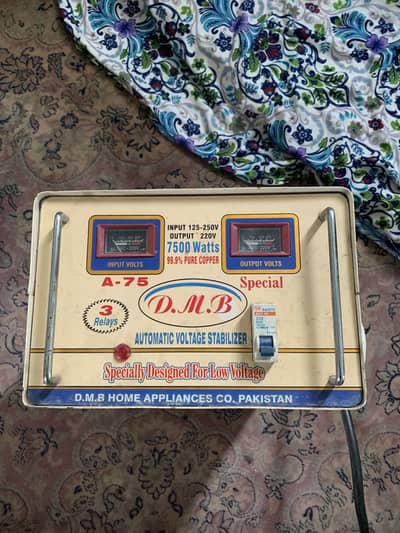 INPUT 125-250V
OUTPUT 220V
7500 Watts
99.9% PURE COPPER
INPUT VOLTS
OUTPUT VOLTS
A-75
Special
D.M.B
3
Relays
AUTOMATIC VOLTAGE STABILIZER
Specially Designed For Low Voltage
D.M.B HOME APPLIANCES CO. PAKISTAN